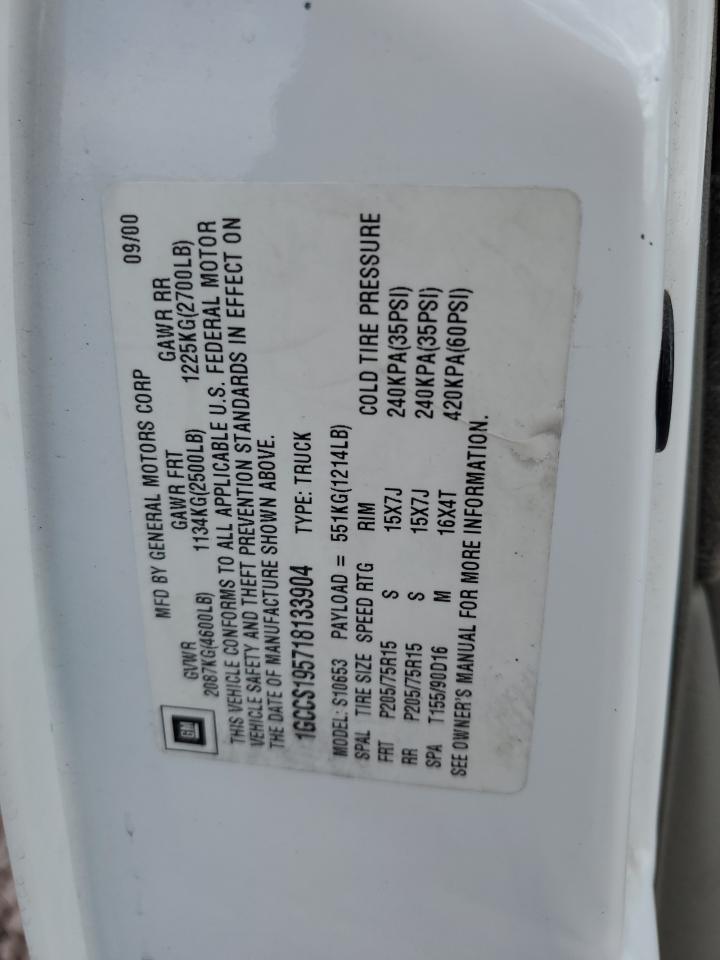 MFD BY GENERAL MOTORS CORP 09/00
GM
GVWR GAWR FRT GAWR RR
2087KG(4600LB) 1134KG(2500LB) 1225KG(2700LB)
THIS VEHICLE CONFORMS TO ALL APPLICABLE U.S. FEDERAL MOTOR
VEHICLE SAFETY AND THEFT PREVENTION STANDARDS IN EFFECT ON
THE DATE OF MANUFACTURE SHOWN ABOVE.
1GCCS195718133904 TYPE: TRUCK
MODEL: S10653 PAYLOAD = 551KG(1214LB)
SPAL TIRE SIZE SPEED RTG RIM COLD TIRE PRESSURE
FRT P205/75R15 S 15X7J 240KPA(35PSI)
RR P205/75R15 S 15X7J 240KPA(35PSI)
SPA T155/90D16 M 16X4T 420KPA(60PSI)
SEE OWNER'S MANUAL FOR MORE INFORMATION.